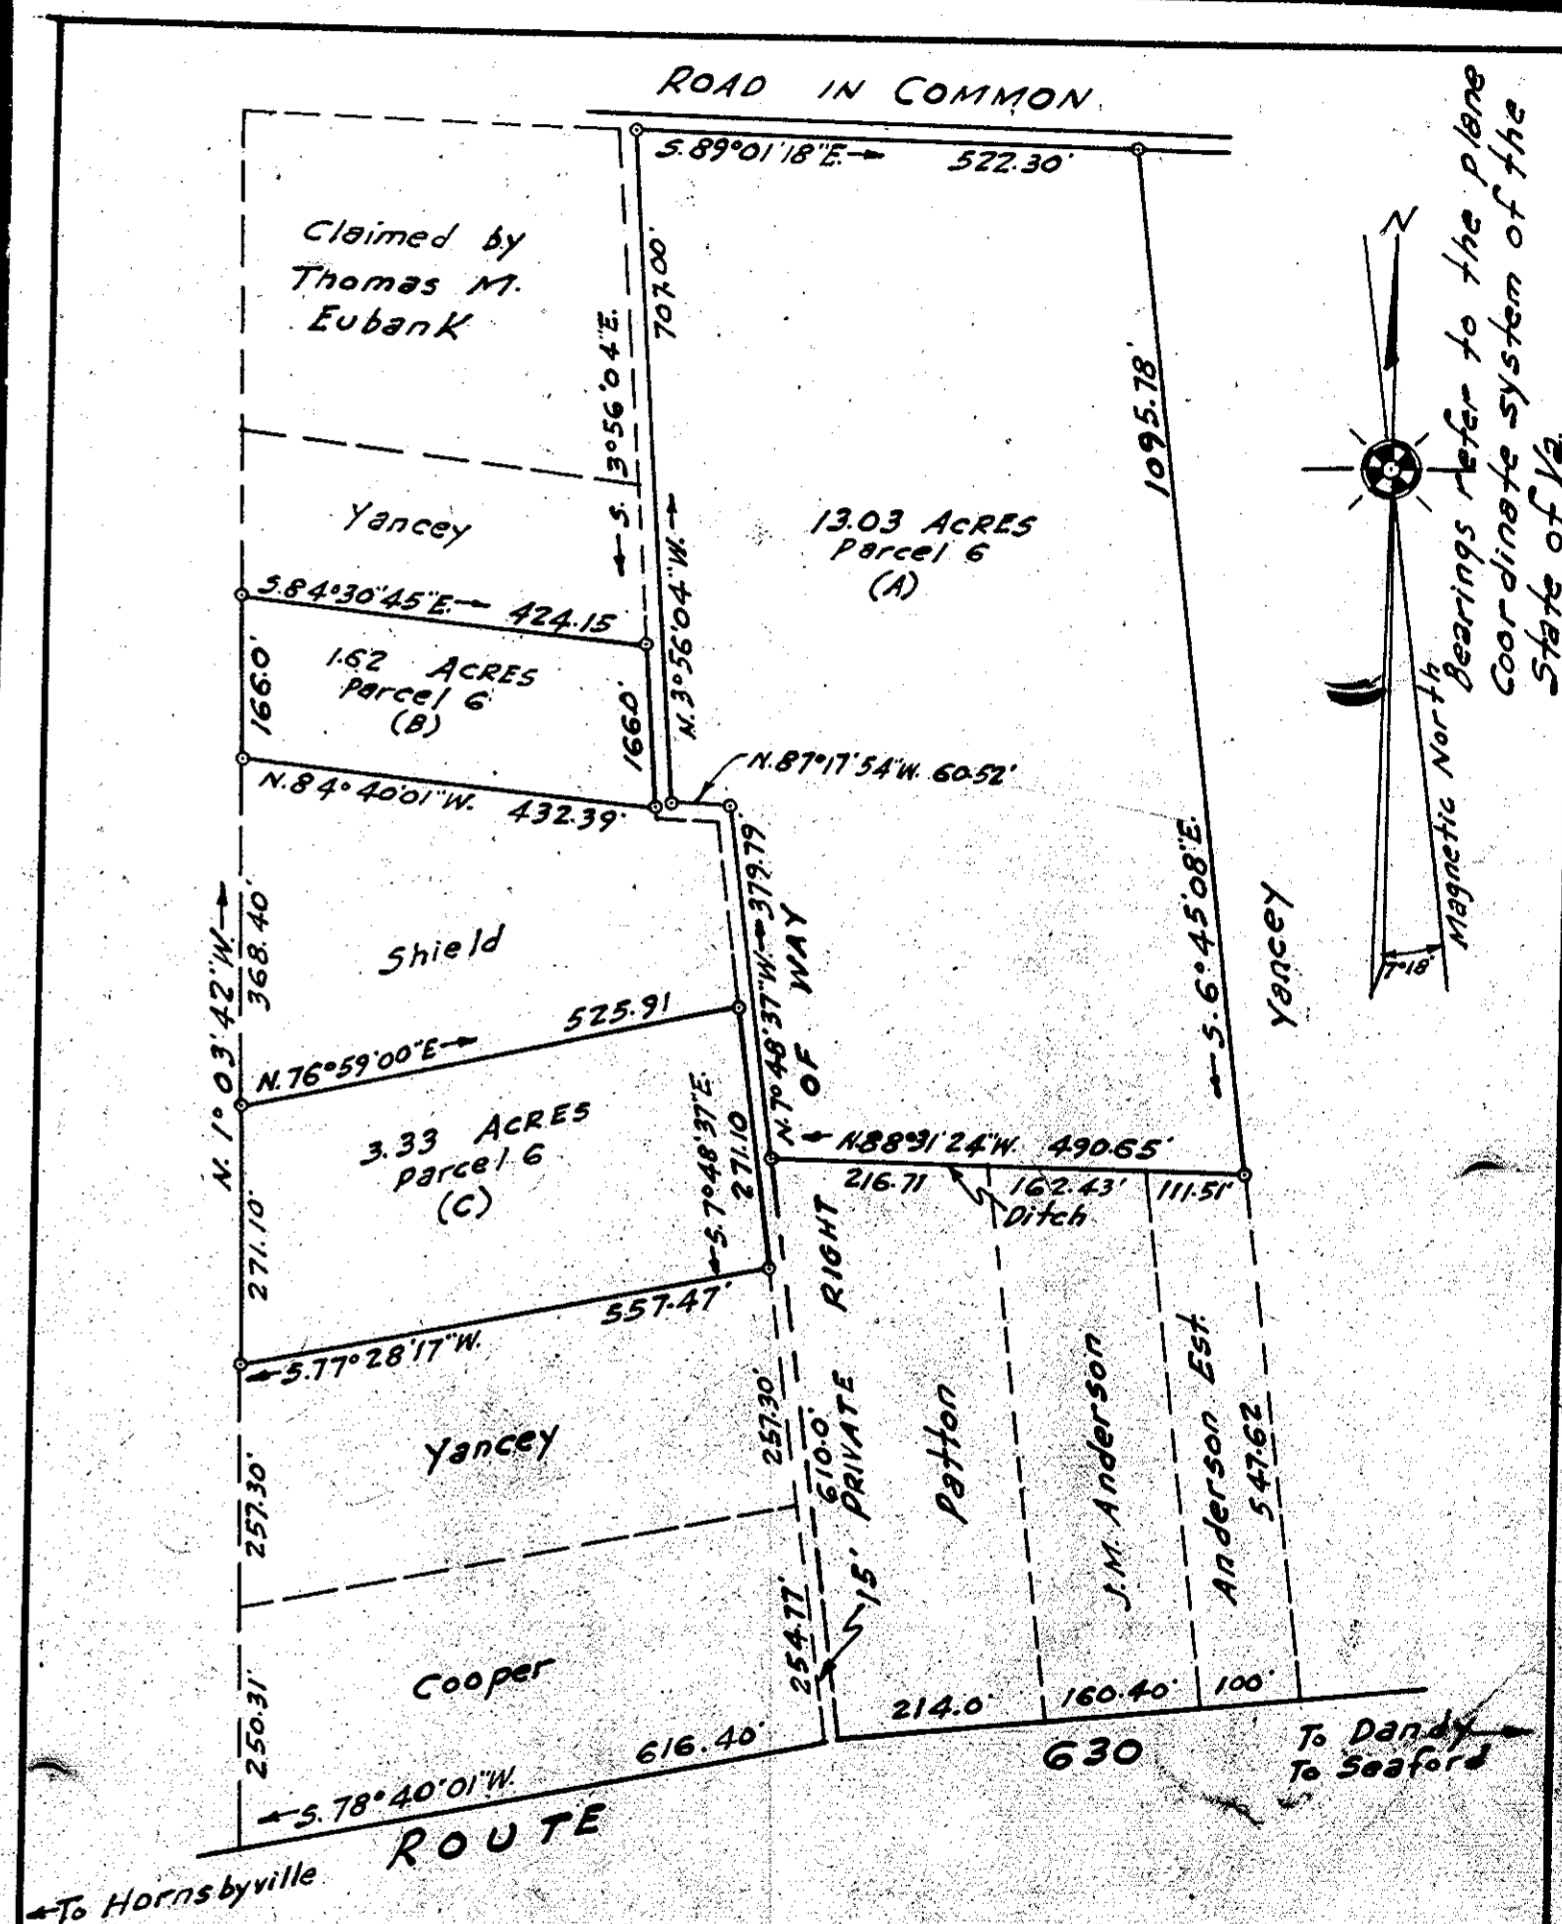 ROAD IN COMMON
S.89°01'18"E. 522.30'
Claimed by
Thomas M.
Eubank
707.00'
S. 3°56'04"E.
N.3°56'04"W.
1095.78'
N
Bearings refer to the plane
Coordinate system of the
State of Va.
13.03 ACRES
Parcel 6
(A)
Yancey
S.84°30'45"E. 424.15
1.62 ACRES
Parcel 6
(B)
166.0'
166.0'
N.84°40'01"W. 432.39'
N.87°17'54"W. 60.52'
Magnetic North
7°18'
Shield
N. 1°03'42"W.
368.40'
N.7°48'37"W. 379.79
S.6°45'08"E.
Yancey
N.76°59'00"E 525.91
3.33 ACRES
parcel 6
(C)
S.7°48'37"E.
271.10
271.10'
N.88°31'24"W. 490.65'
216.71 162.43' 111.51'
Ditch
S.77°28'17"W. 557.47'
15' PRIVATE RIGHT OF WAY
Yancey
257.30'
257.30'
610.0'
Patton
J.M. Anderson
Anderson Est.
547.62
Cooper
250.31'
254.77'
S.78°40'01"W. 616.40'
214.0' 160.40' 100'
ROUTE 630
To Dandy
To Seaford
To Hornsbyville